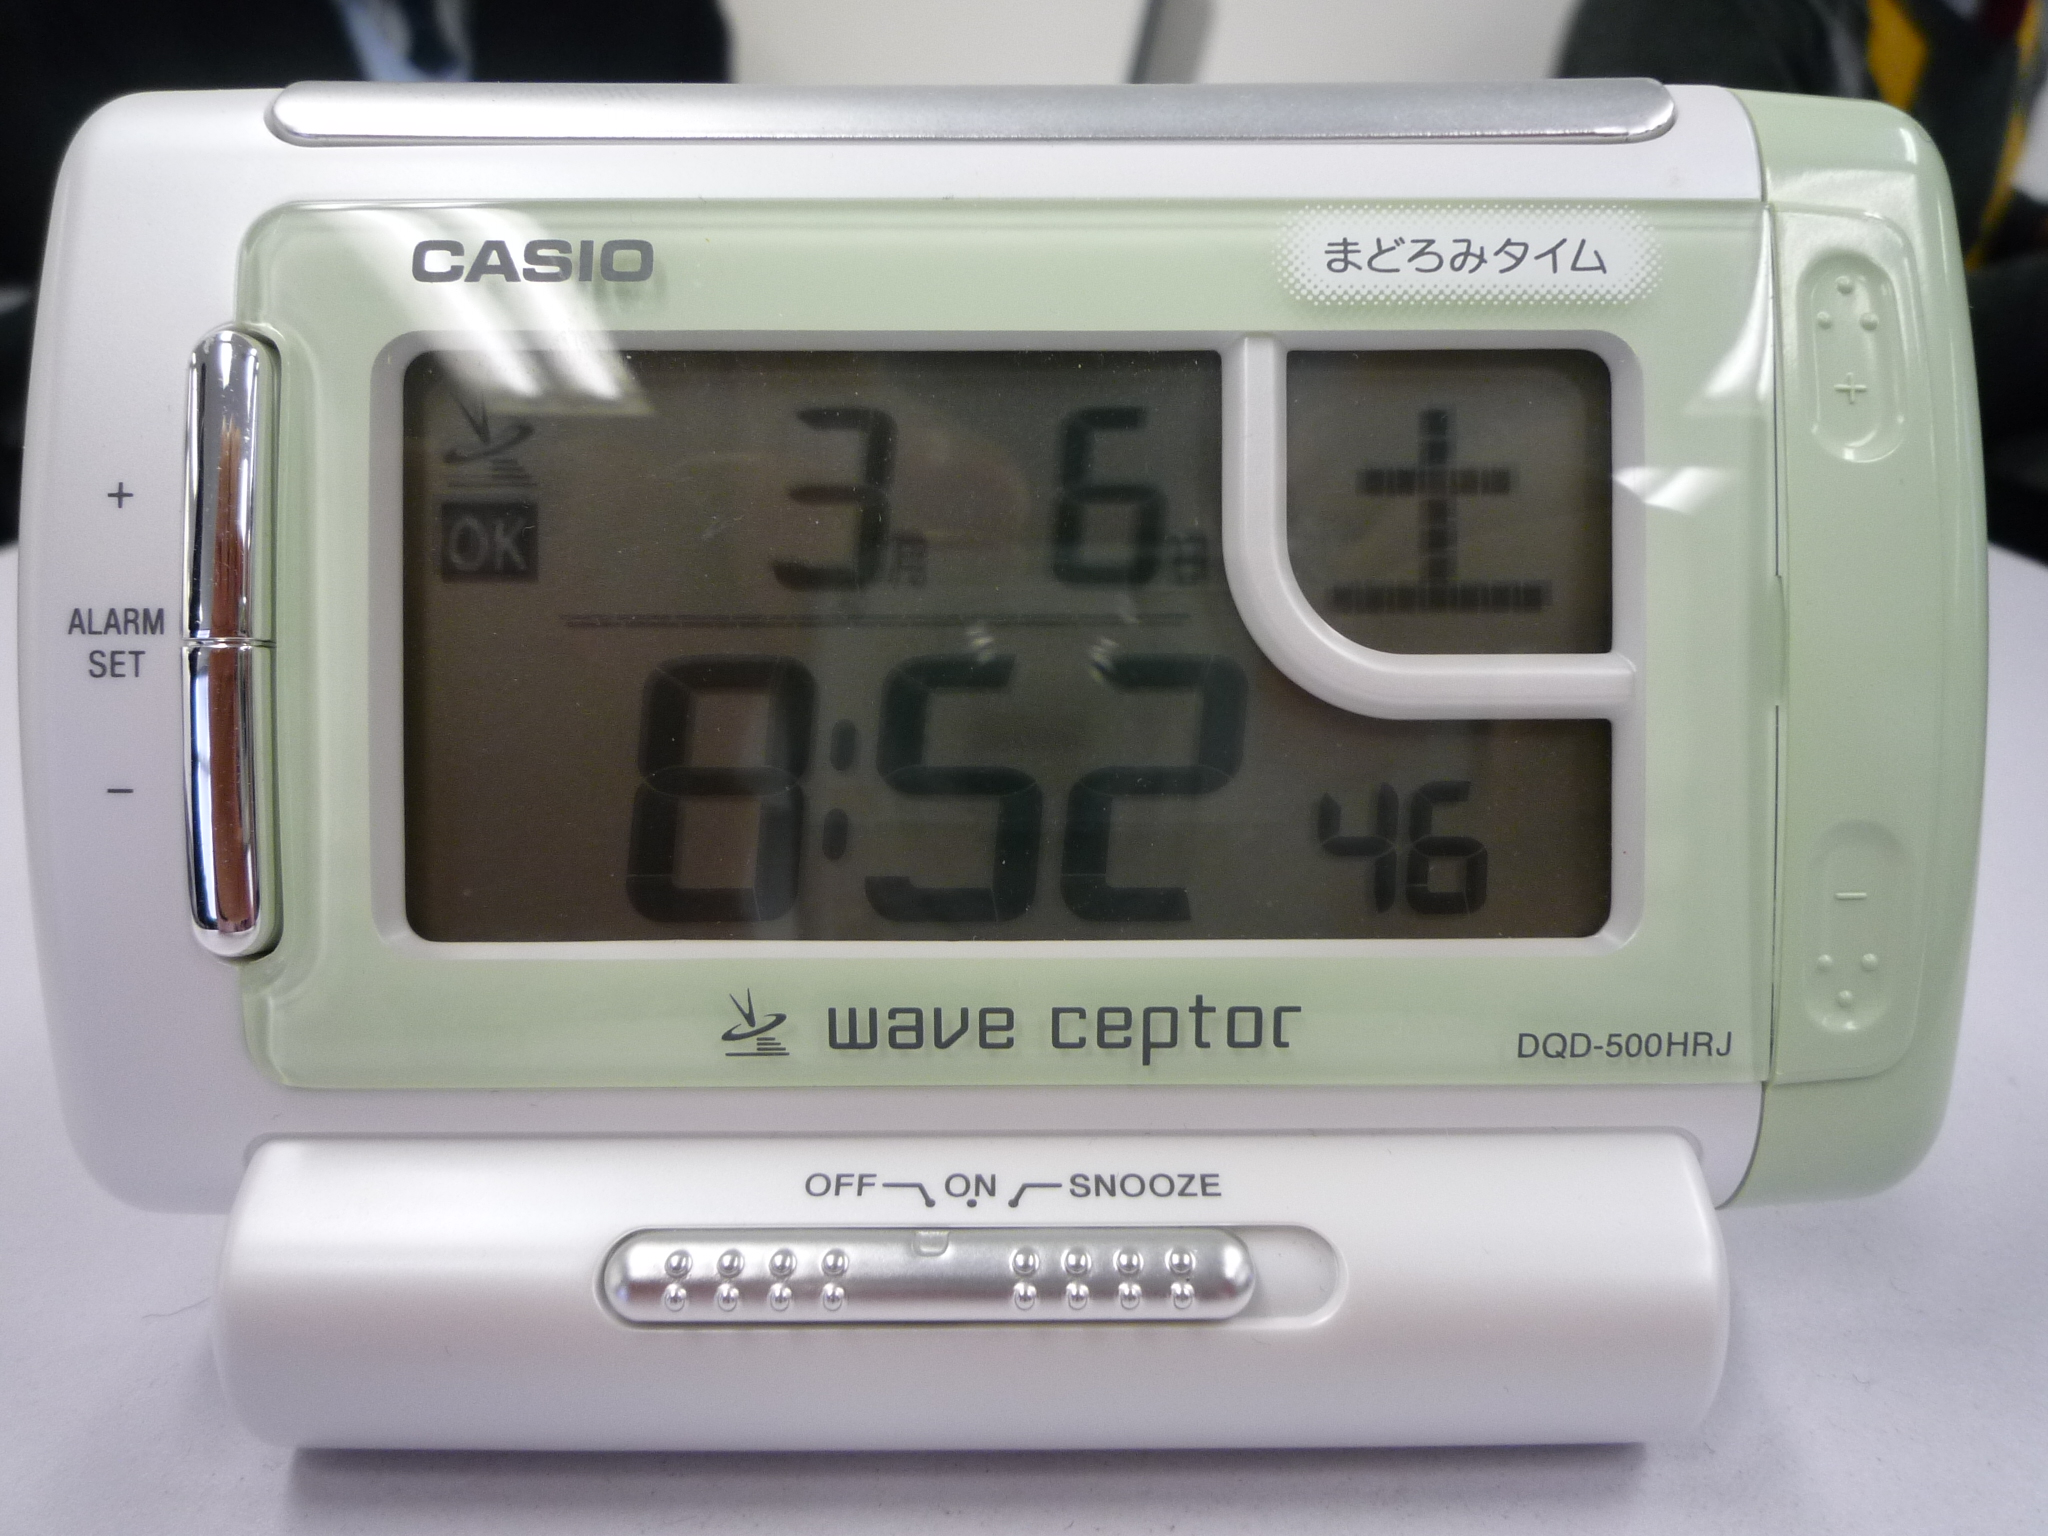 CASIO
まどろみタイム
3月 6日
土
OK
8:52 46
+
ALARM
SET
-
+
-
wave ceptor
DQD-500HRJ
OFF ON SNOOZE